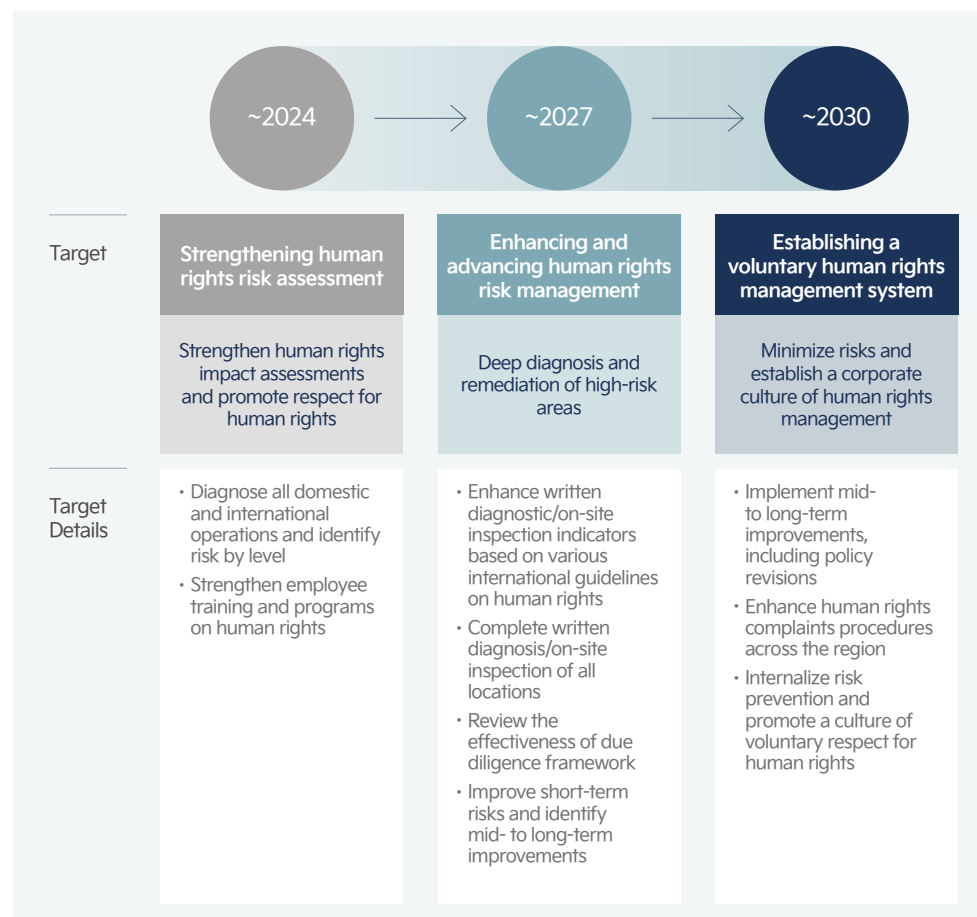 ~2024
~2027
~2030
Target
Strengthening human
rights risk assessment
Enhancing and
advancing human rights
risk management
Establishing a
voluntary human rights
management system
Strengthen human rights
impact assessments
and promote respect for
human rights
Deep diagnosis and
remediation of high-risk
areas
Minimize risks and
establish a corporate
culture of human rights
management
Target
Details
· Diagnose all domestic
and international
operations and identify
risk by level
· Strengthen employee
training and programs
on human rights
· Enhance written
diagnostic/on-site
inspection indicators
based on various
international guidelines
on human rights
· Complete written
diagnosis/on-site
inspection of all
locations
· Review the
effectiveness of due
diligence framework
· Improve short-term
risks and identify
mid- to long-term
improvements
· Implement mid-
to long-term
improvements,
including policy
revisions
· Enhance human rights
complaints procedures
across the region
· Internalize risk
prevention and
promote a culture of
voluntary respect for
human rights